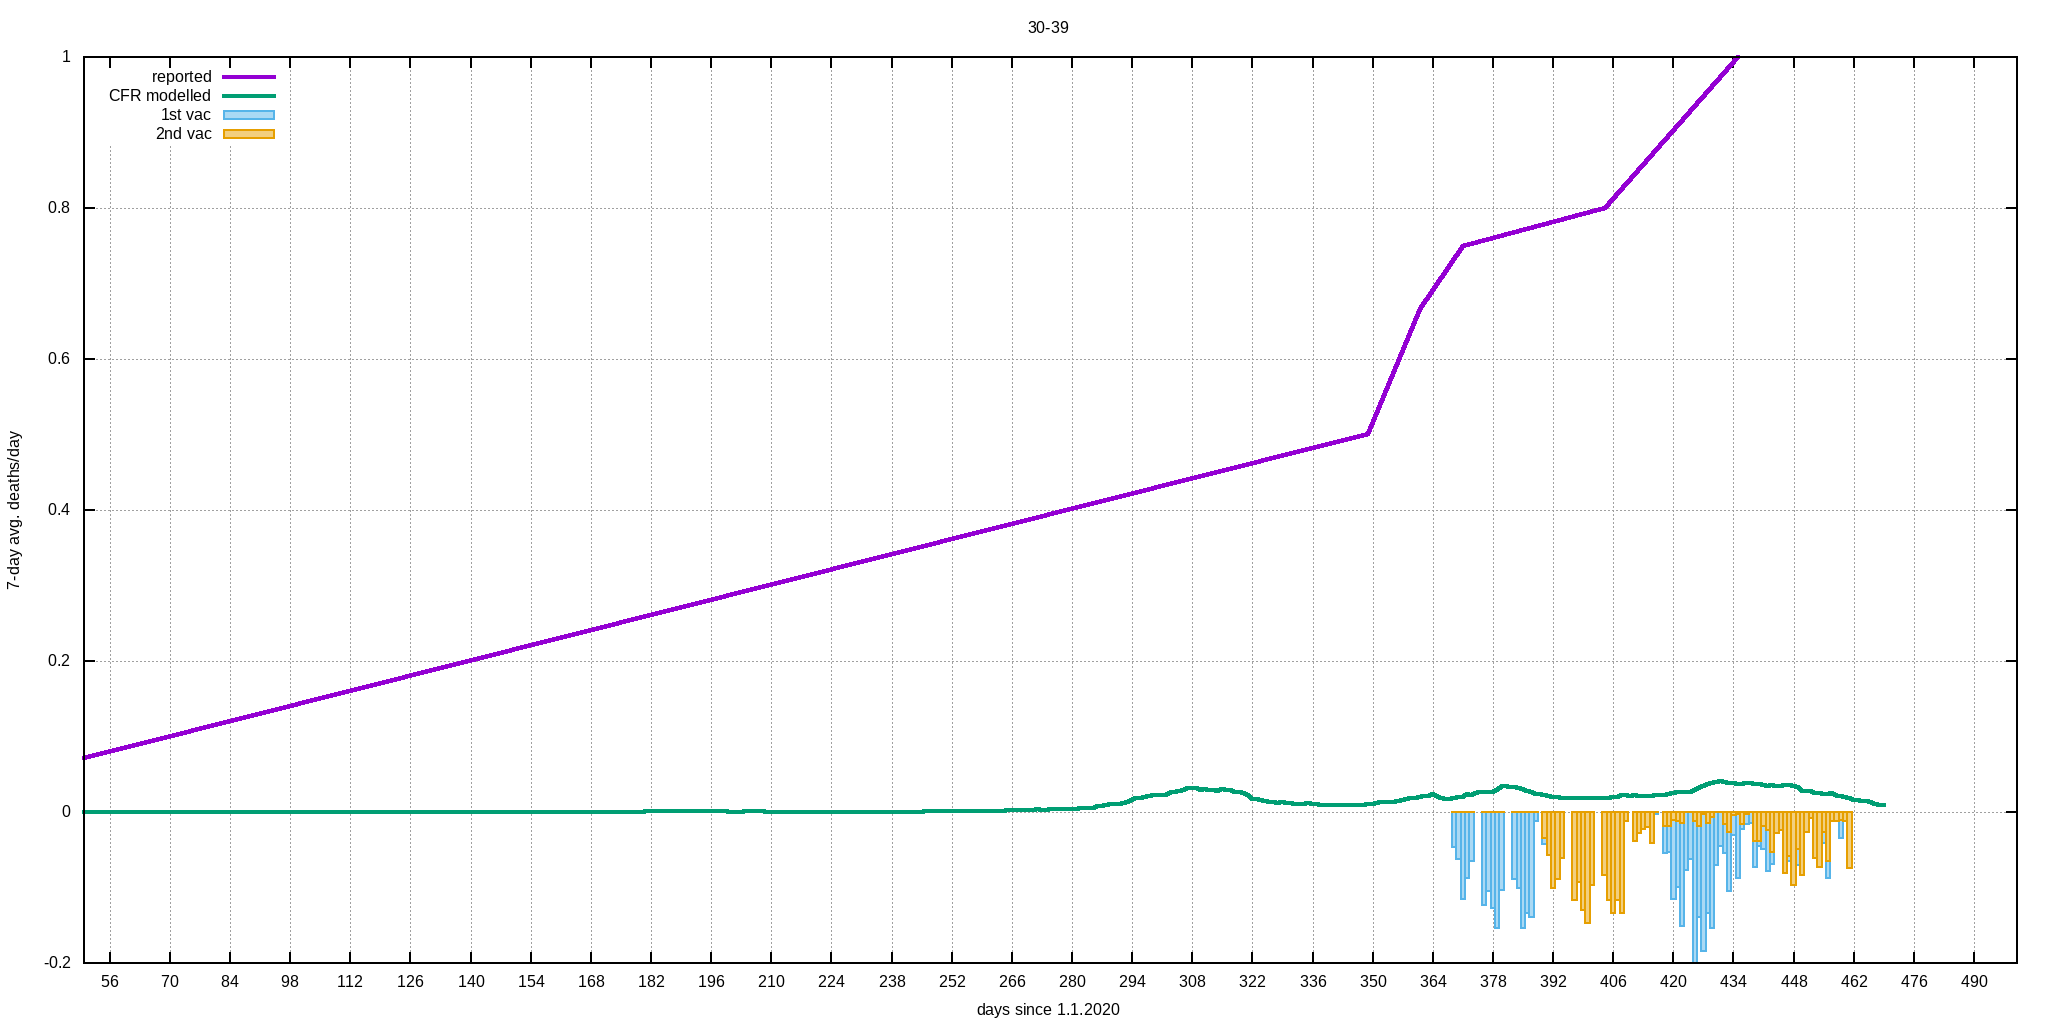 30-39
reported
CFR modelled
1st vac
2nd vac
1
0.8
0.6
0.4
0.2
0
-0.2
7-day avg. deaths/day
56 70 84 98 112 126 140 154 168 182 196 210 224 238 252 266 280 294 308 322 336 350 364 378 392 406 420 434 448 462 476 490
days since 1.1.2020